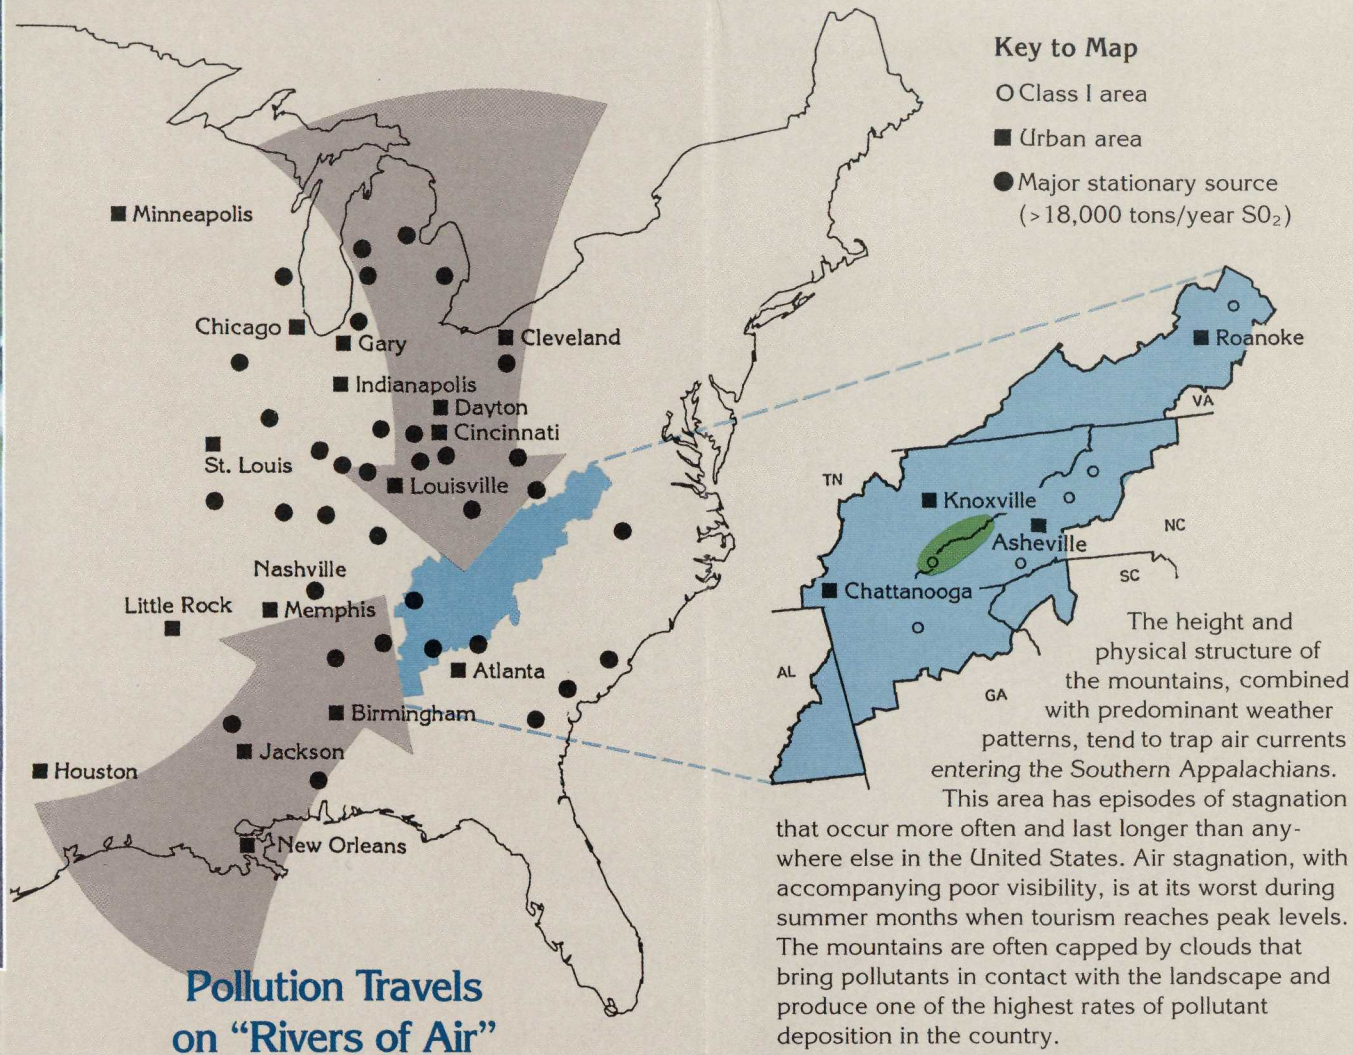 Key to Map
Class I area
Urban area
Major stationary source
(>18,000 tons/year SO₂)
Minneapolis
Chicago
Gary
Cleveland
Indianapolis
Dayton
Cincinnati
St. Louis
Louisville
Nashville
Little Rock
Memphis
Atlanta
Birmingham
Jackson
Houston
New Orleans
Roanoke
VA
TN
Knoxville
NC
Asheville
SC
Chattanooga
AL
GA
The height and
physical structure of
the mountains, combined
with predominant weather
patterns, tend to trap air currents
entering the Southern Appalachians.
This area has episodes of stagnation
that occur more often and last longer than any-
where else in the United States. Air stagnation, with
accompanying poor visibility, is at its worst during
summer months when tourism reaches peak levels.
The mountains are often capped by clouds that
bring pollutants in contact with the landscape and
produce one of the highest rates of pollutant
deposition in the country.
Pollution Travels
on “Rivers of Air”